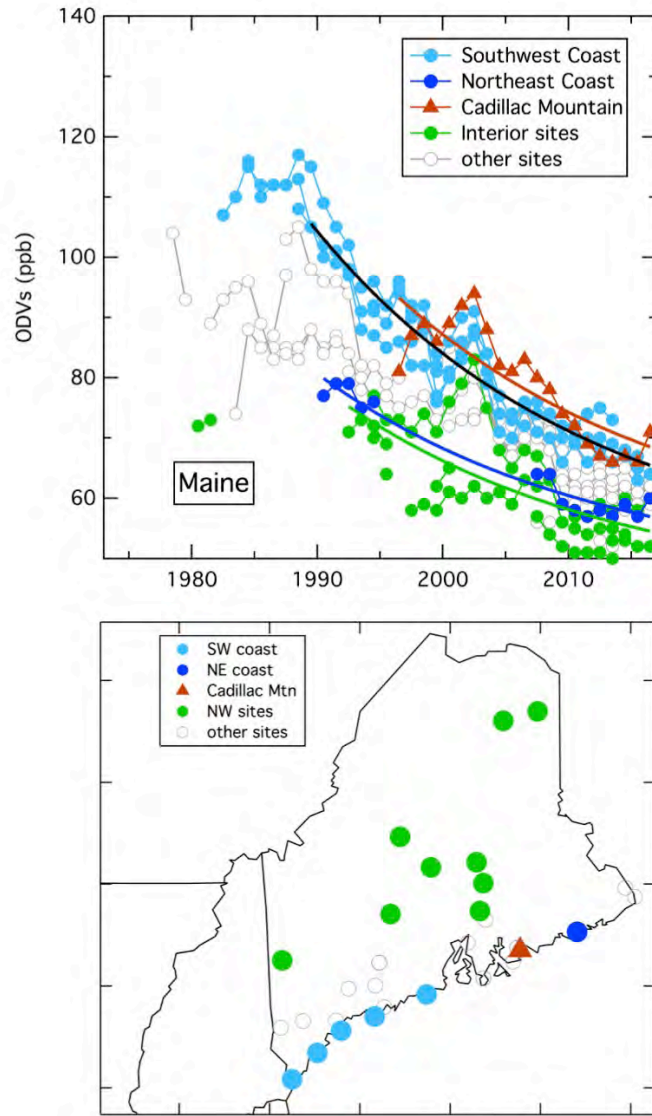 140
120
100
80
60
ODVs (ppb)
Southwest Coast
Northeast Coast
Cadillac Mountain
Interior sites
other sites
Maine
1980 1990 2000 2010
SW coast
NE coast
Cadillac Mtn
NW sites
other sites